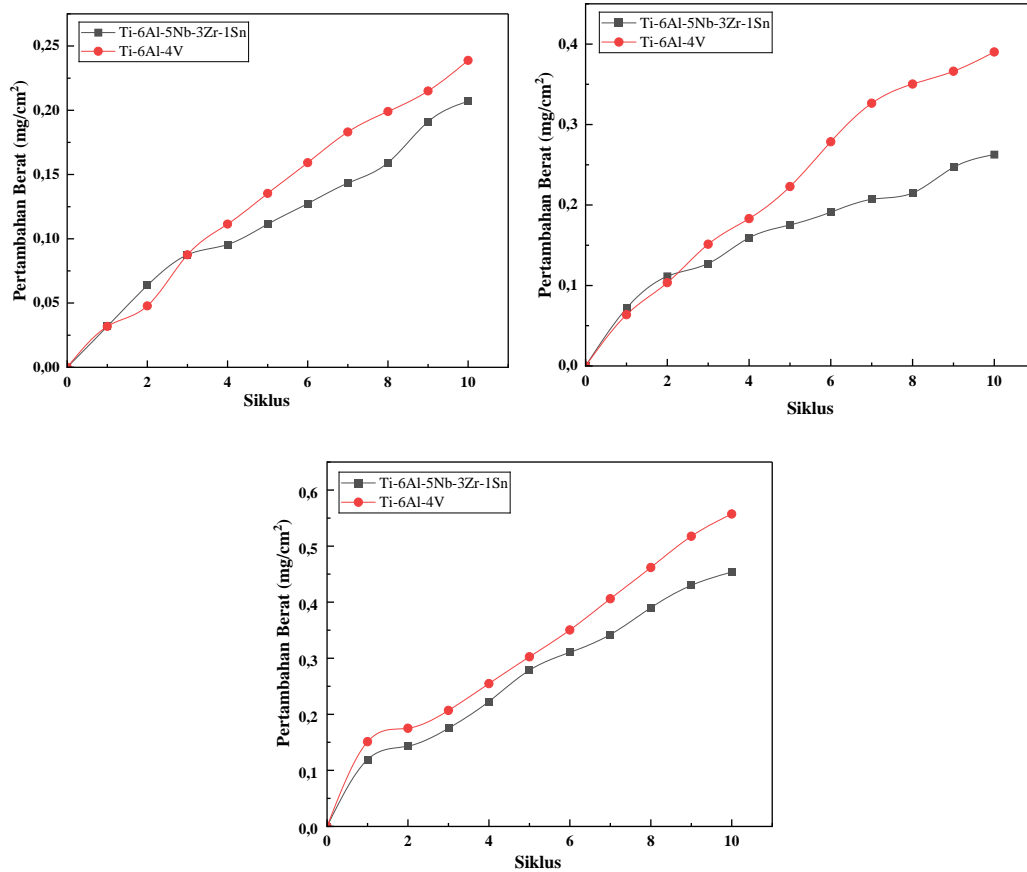 Ti-6Al-5Nb-3Zr-1Sn
Ti-6Al-4V
Pertambahan Berat (mg/cm²)
0,25
0,20
0,15
0,10
0,05
0,00
0 2 4 6 8 10
Siklus
Ti-6Al-5Nb-3Zr-1Sn
Ti-6Al-4V
Pertambahan Berat (mg/cm²)
0,4
0,3
0,2
0,1
0,0
0 2 4 6 8 10
Siklus
Ti-6Al-5Nb-3Zr-1Sn
Ti-6Al-4V
Pertambahan Berat (mg/cm²)
0,6
0,5
0,4
0,3
0,2
0,1
0,0
0 2 4 6 8 10
Siklus